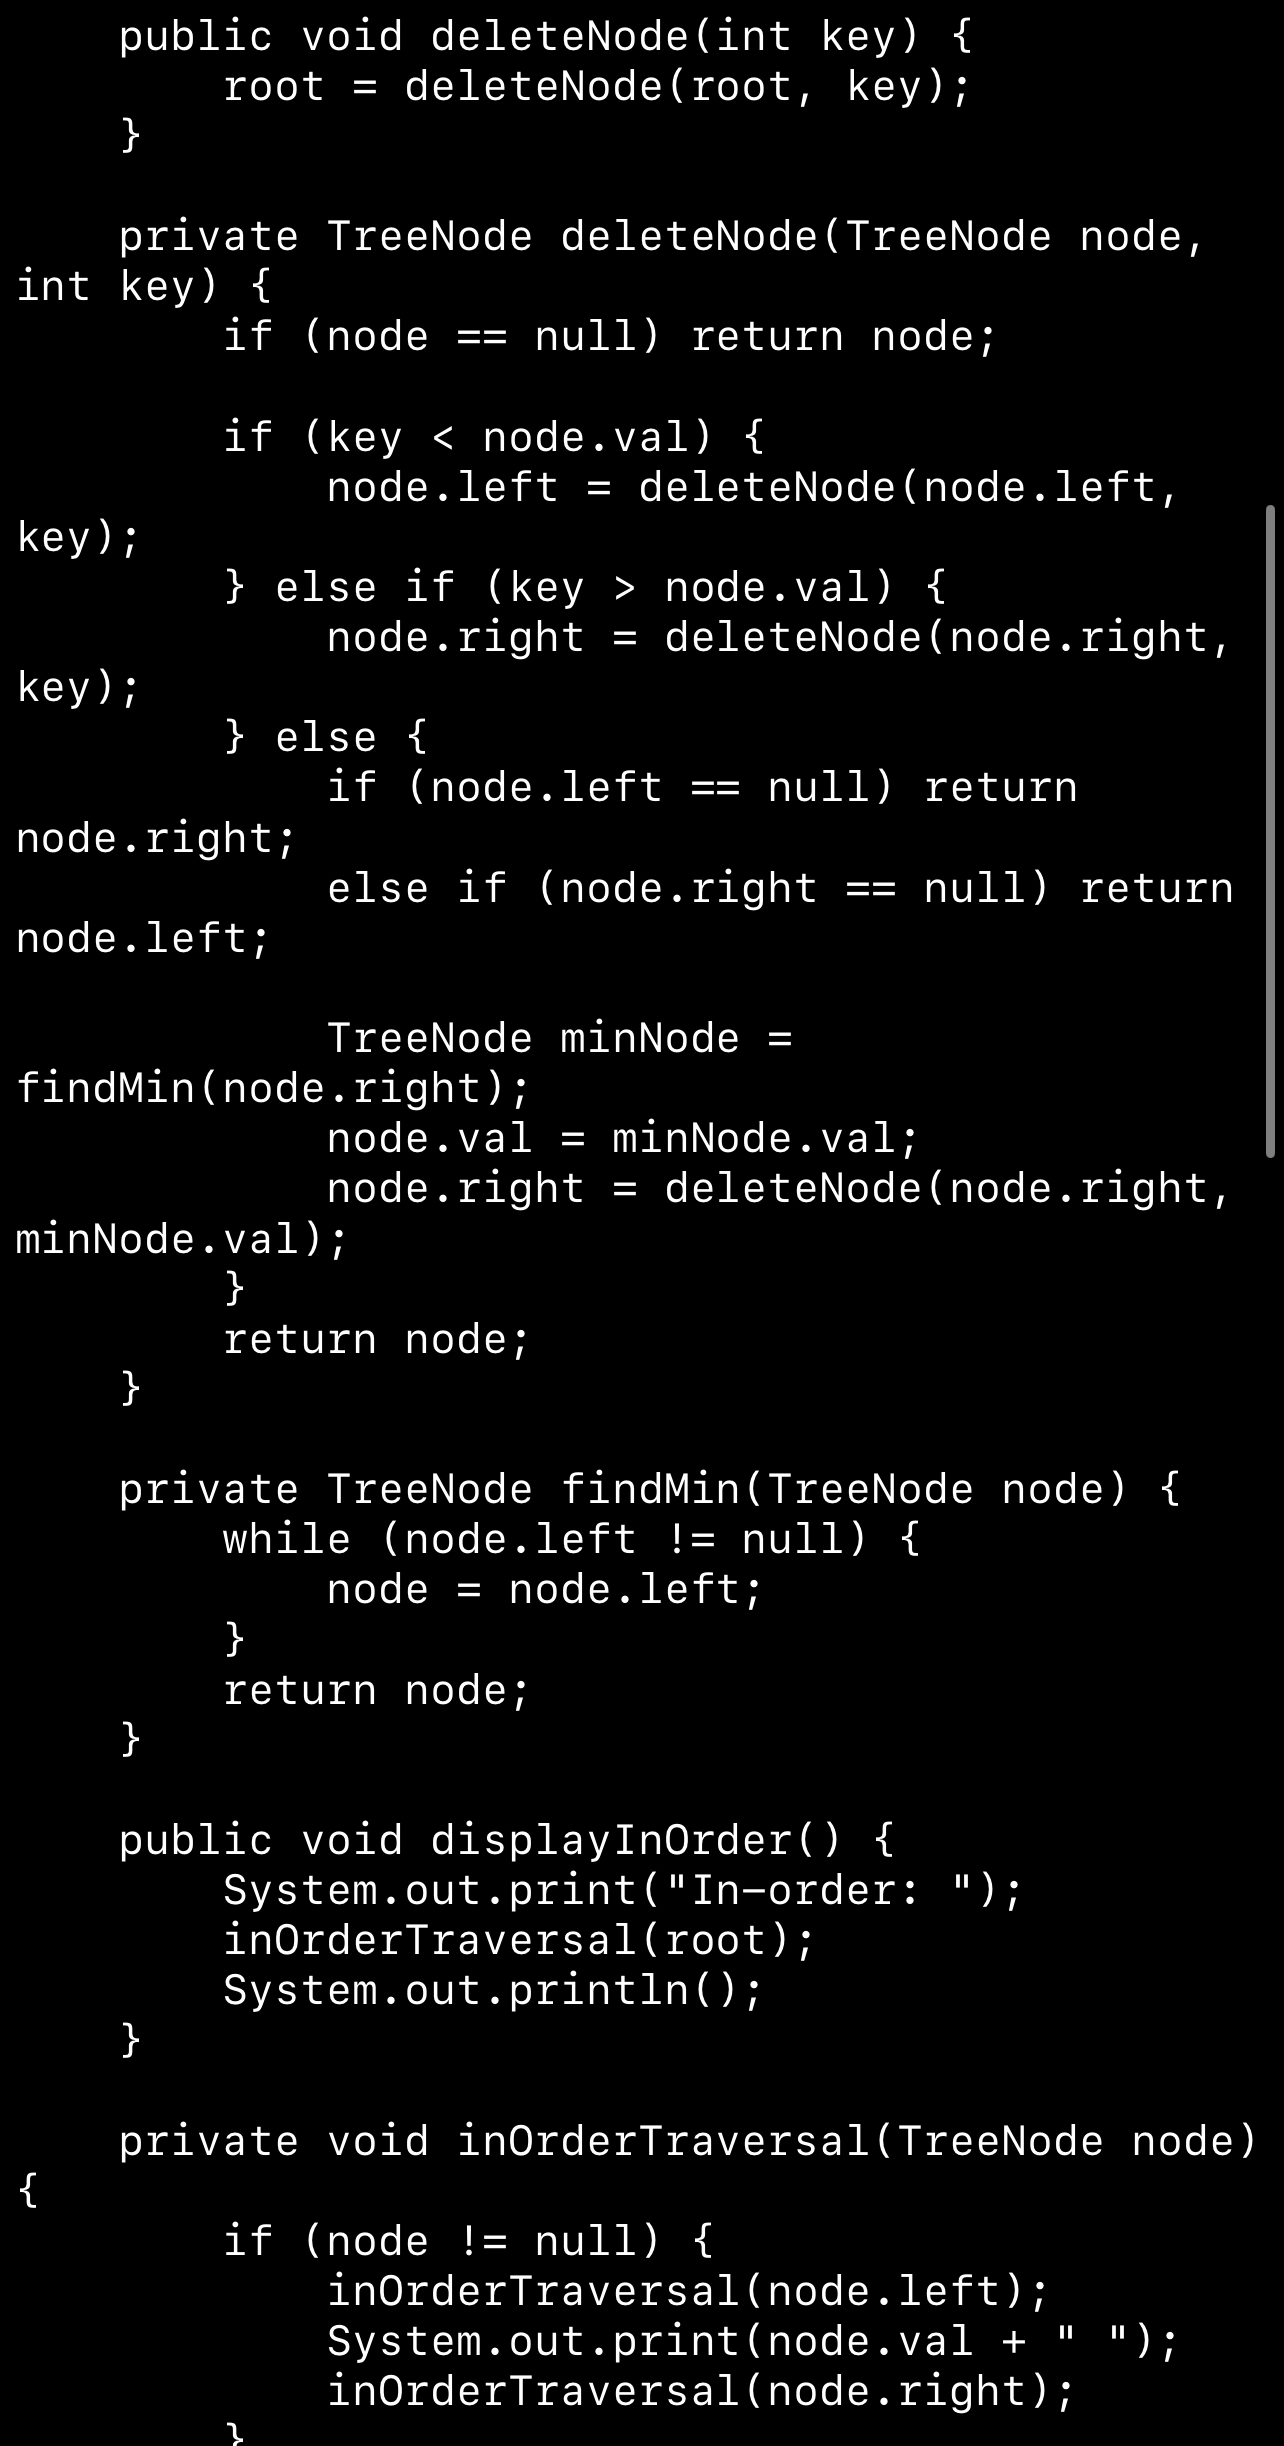 public void deleteNode(int key) {
        root = deleteNode(root, key);
    }

    private TreeNode deleteNode(TreeNode node,
int key) {
        if (node == null) return node;

        if (key < node.val) {
            node.left = deleteNode(node.left,
key);
        } else if (key > node.val) {
            node.right = deleteNode(node.right,
key);
        } else {
            if (node.left == null) return
node.right;
            else if (node.right == null) return
node.left;

            TreeNode minNode =
findMin(node.right);
            node.val = minNode.val;
            node.right = deleteNode(node.right,
minNode.val);
        }
        return node;
    }

    private TreeNode findMin(TreeNode node) {
        while (node.left != null) {
            node = node.left;
        }
        return node;
    }

    public void displayInOrder() {
        System.out.print("In-order: ");
        inOrderTraversal(root);
        System.out.println();
    }

    private void inOrderTraversal(TreeNode node)
{
        if (node != null) {
            inOrderTraversal(node.left);
            System.out.print(node.val + " ");
            inOrderTraversal(node.right);
        }